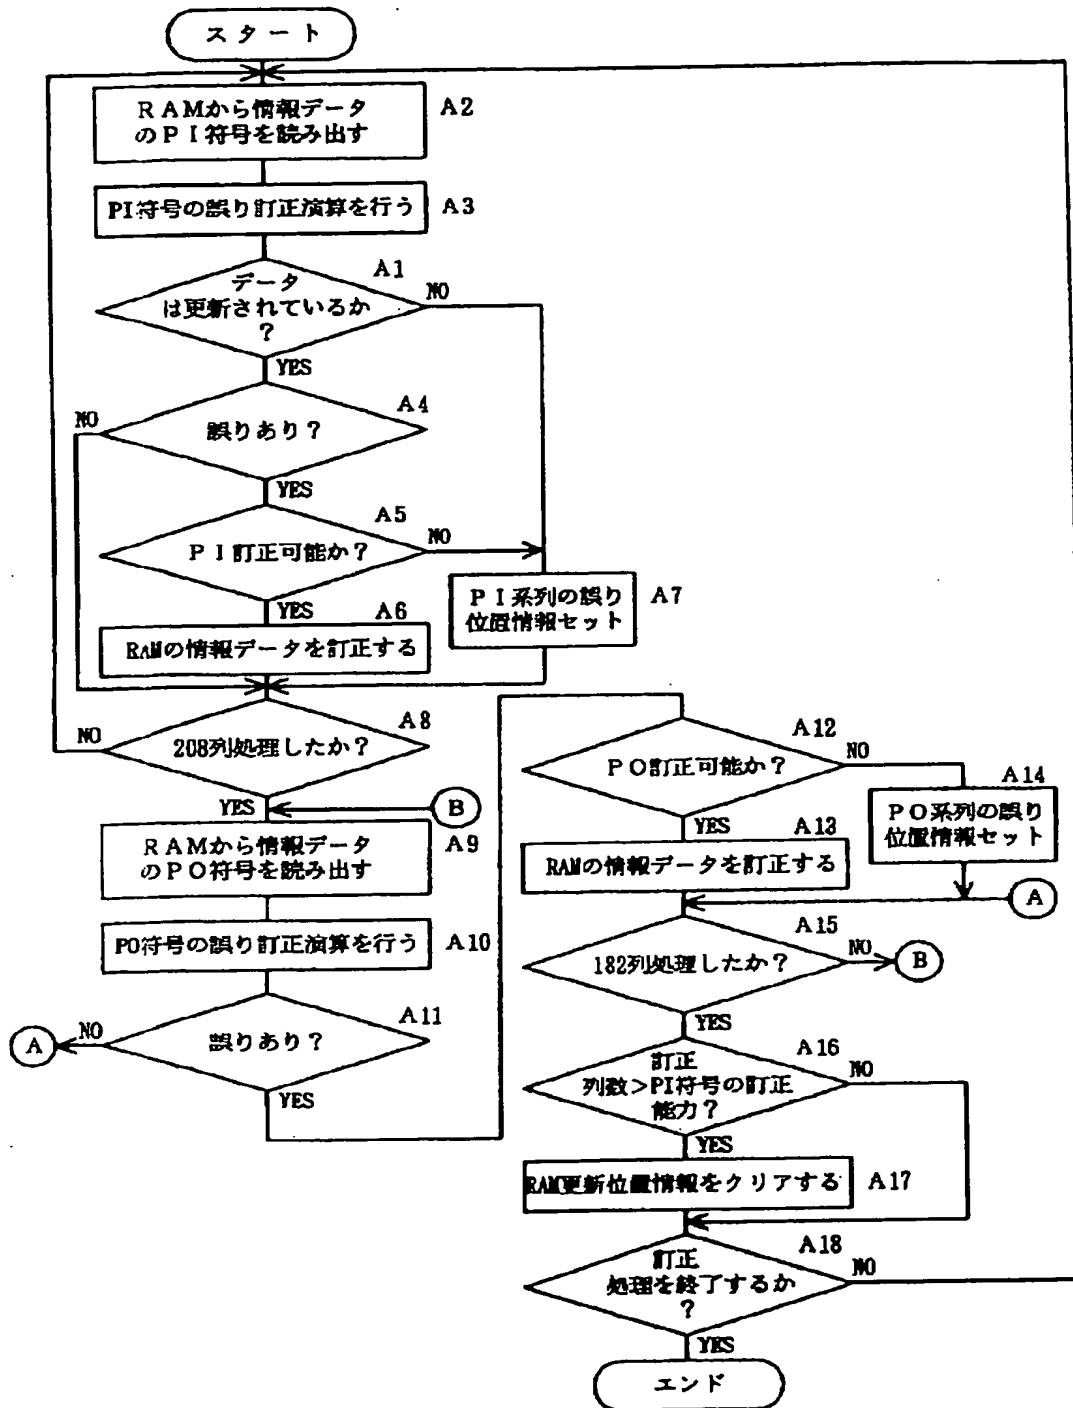 スタート
RAMから情報データ
のPI符号を読み出す
A2
PI符号の誤り訂正演算を行う
A3
A1
データ
は更新されているか
?
NO
YES
A4
NO
誤りあり?
YES
A5
NO
PI訂正可能か?
YES
A6
PI系列の誤り
位置情報セット
A7
RAMの情報データを訂正する
A8
NO
208列処理したか?
YES
B
RAMから情報データ
のPO符号を読み出す
A9
PO符号の誤り訂正演算を行う
A10
A11
A
NO
誤りあり?
YES
A12
PO訂正可能か?
NO
A14
PO系列の誤り
位置情報セット
YES
A13
RAMの情報データを訂正する
A
A15
182列処理したか?
NO
B
YES
A16
訂正
列数>PI符号の訂正
能力?
NO
YES
RAM更新位置情報をクリアする
A17
A18
訂正
処理を終了するか
?
NO
YES
エンド